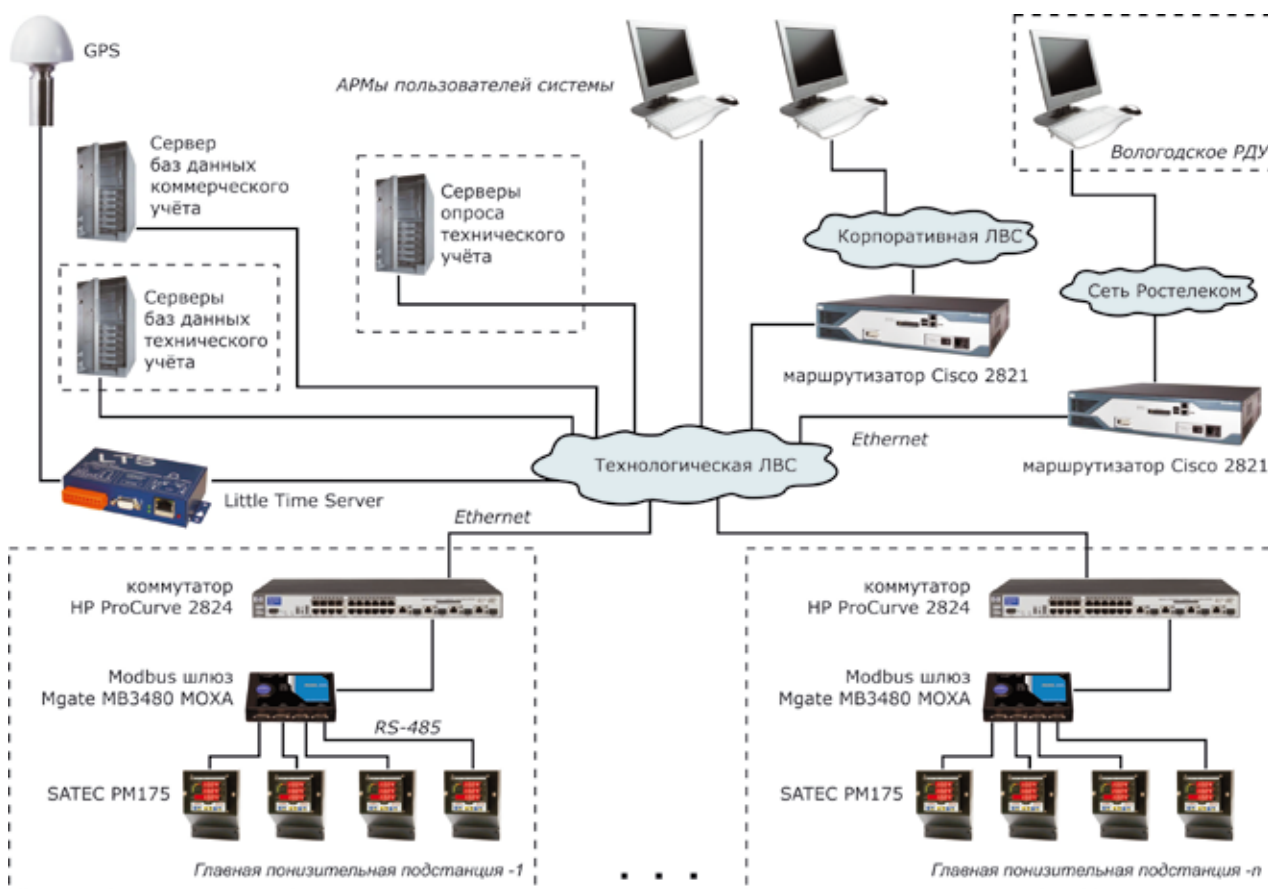 GPS
АРМы пользователей системы
Вологодское РДУ
Сервер
баз данных
коммерческого
учёта
Серверы
опроса
технического
учёта
Корпоративная ЛВС
Сеть Ростелеком
Серверы
баз данных
технического
учёта
маршрутизатор Cisco 2821
Ethernet
маршрутизатор Cisco 2821
Технологическая ЛВС
LTS
Little Time Server
Ethernet
коммутатор
HP ProCurve 2824
Modbus шлюз
Mgate MB3480 MOXA
RS-485
SATEC PM175
Главная понизительная подстанция -1
. . .
коммутатор
HP ProCurve 2824
Modbus шлюз
Mgate MB3480 MOXA
SATEC PM175
Главная понизительная подстанция -n